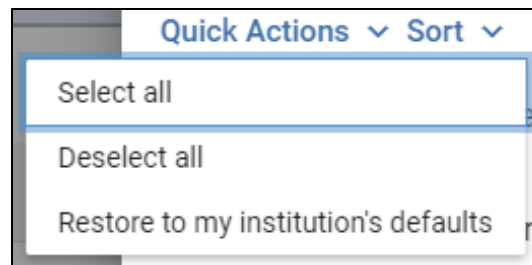 Quick Actions Sort
Select all
Deselect all
Restore to my institution's defaults